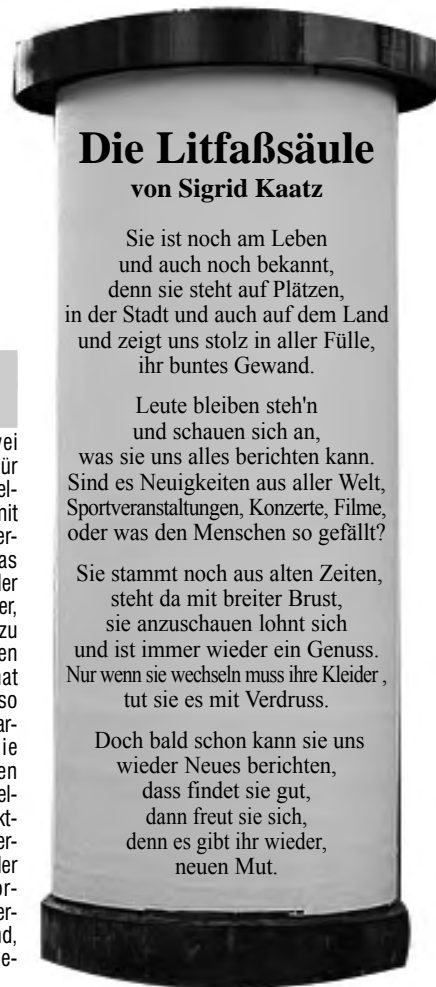 Die Litfaßsäule
von Sigrid Kaatz
Sie ist noch am Leben
und auch noch bekannt,
denn sie steht auf Plätzen,
in der Stadt und auch auf dem Land
und zeigt uns stolz in aller Fülle,
ihr buntes Gewand.
Leute bleiben steh'n
und schauen sich an,
was sie uns alles berichten kann.
Sind es Neuigkeiten aus aller Welt,
Sportveranstaltungen, Konzerte, Filme,
oder was den Menschen so gefällt?
Sie stammt noch aus alten Zeiten,
steht da mit breiter Brust,
sie anzuschauen lohnt sich
und ist immer wieder ein Genuss.
Nur wenn sie wechseln muss ihre Kleider ,
tut sie es mit Verdruss.
Doch bald schon kann sie uns
wieder Neues berichten,
dass findet sie gut,
dann freut sie sich,
denn es gibt ihr wieder,
neuen Mut.